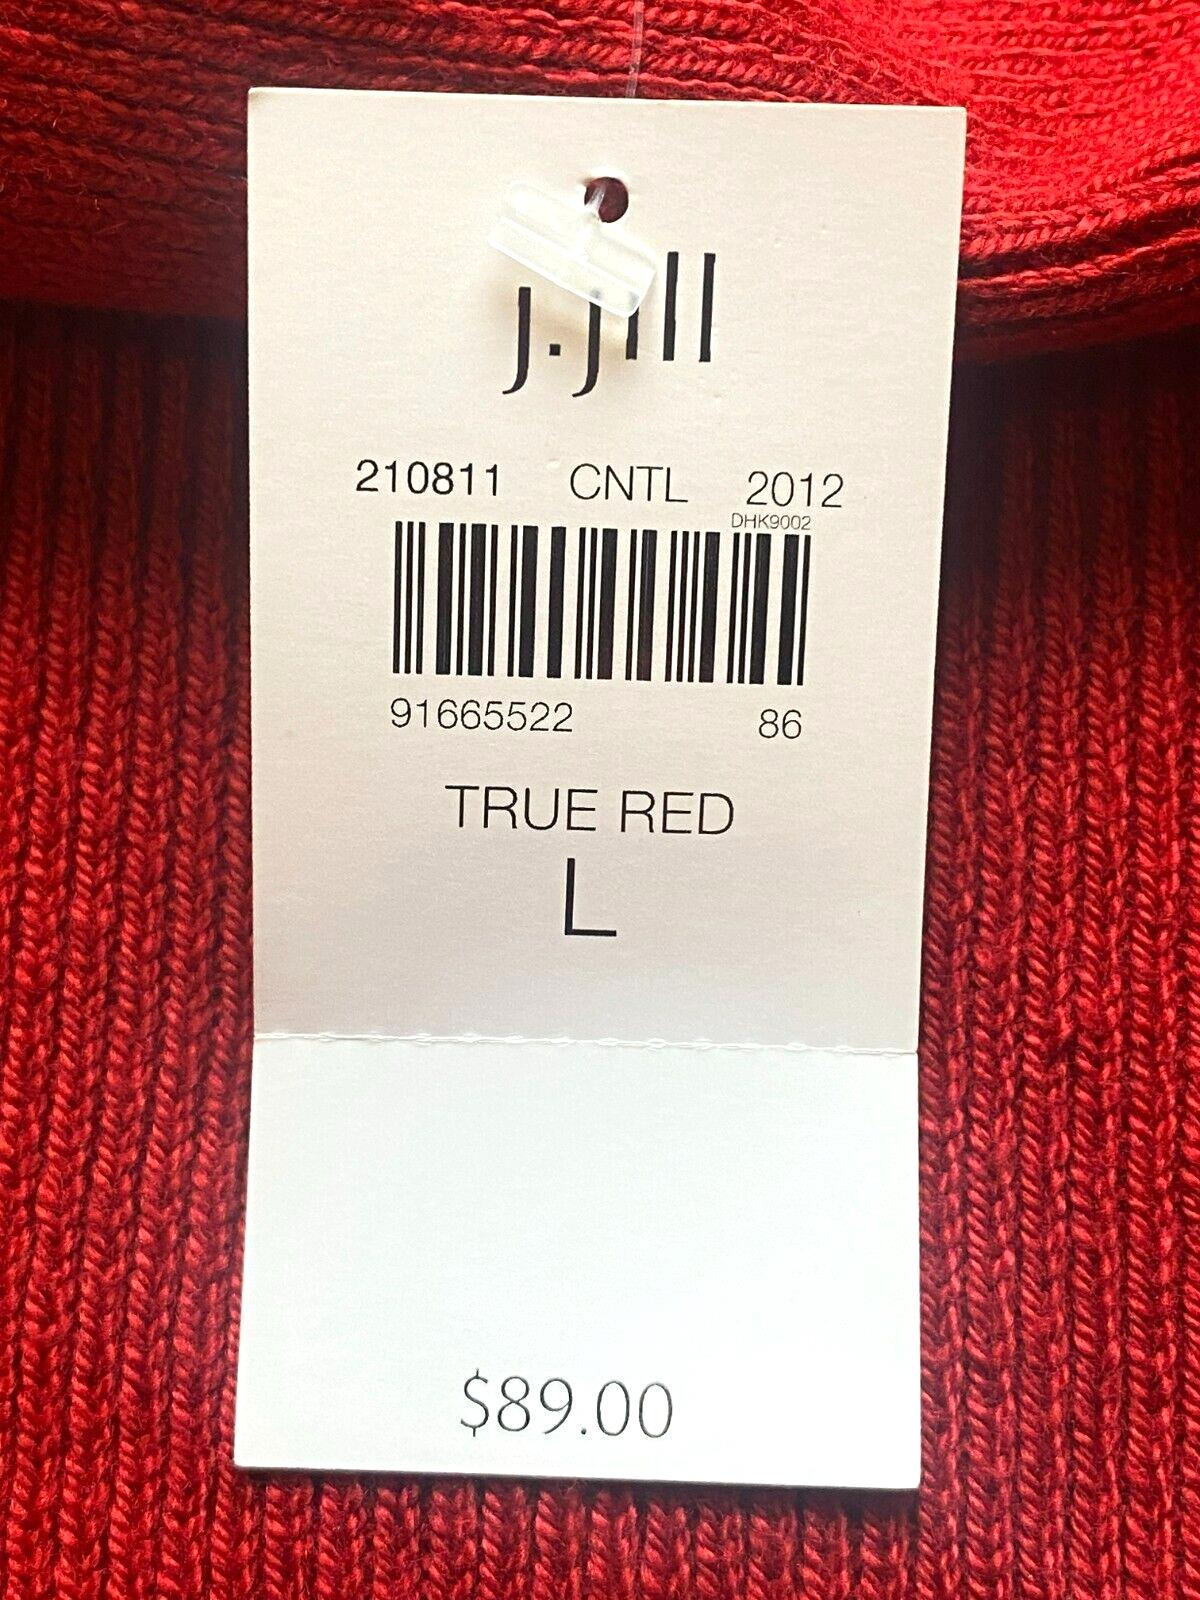 j.jill
210811 CNTL 2012
DHK9002
91665522 86
TRUE RED
L
$89.00